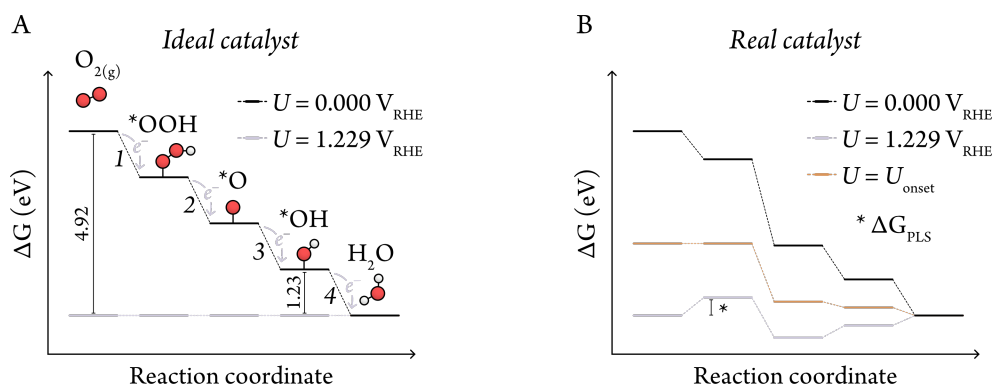 A
Ideal catalyst
O2(g)
*OOH
*O
*OH
H2O
U = 0.000 VRHE
U = 1.229 VRHE
1
2
3
4
e−
e−
e−
e−
4.92
1.23
ΔG (eV)
Reaction coordinate
B
Real catalyst
U = 0.000 VRHE
U = 1.229 VRHE
U = Uonset
* ΔGPLS
*
ΔG (eV)
Reaction coordinate